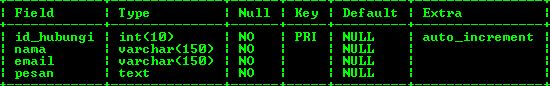 Field | Type | Null | Key | Default | Extra
id_hubungi | int(10) | NO | PRI | NULL | auto_increment
nama | varchar(150) | NO | | NULL |
email | varchar(150) | NO | | NULL |
pesan | text | NO | | NULL |